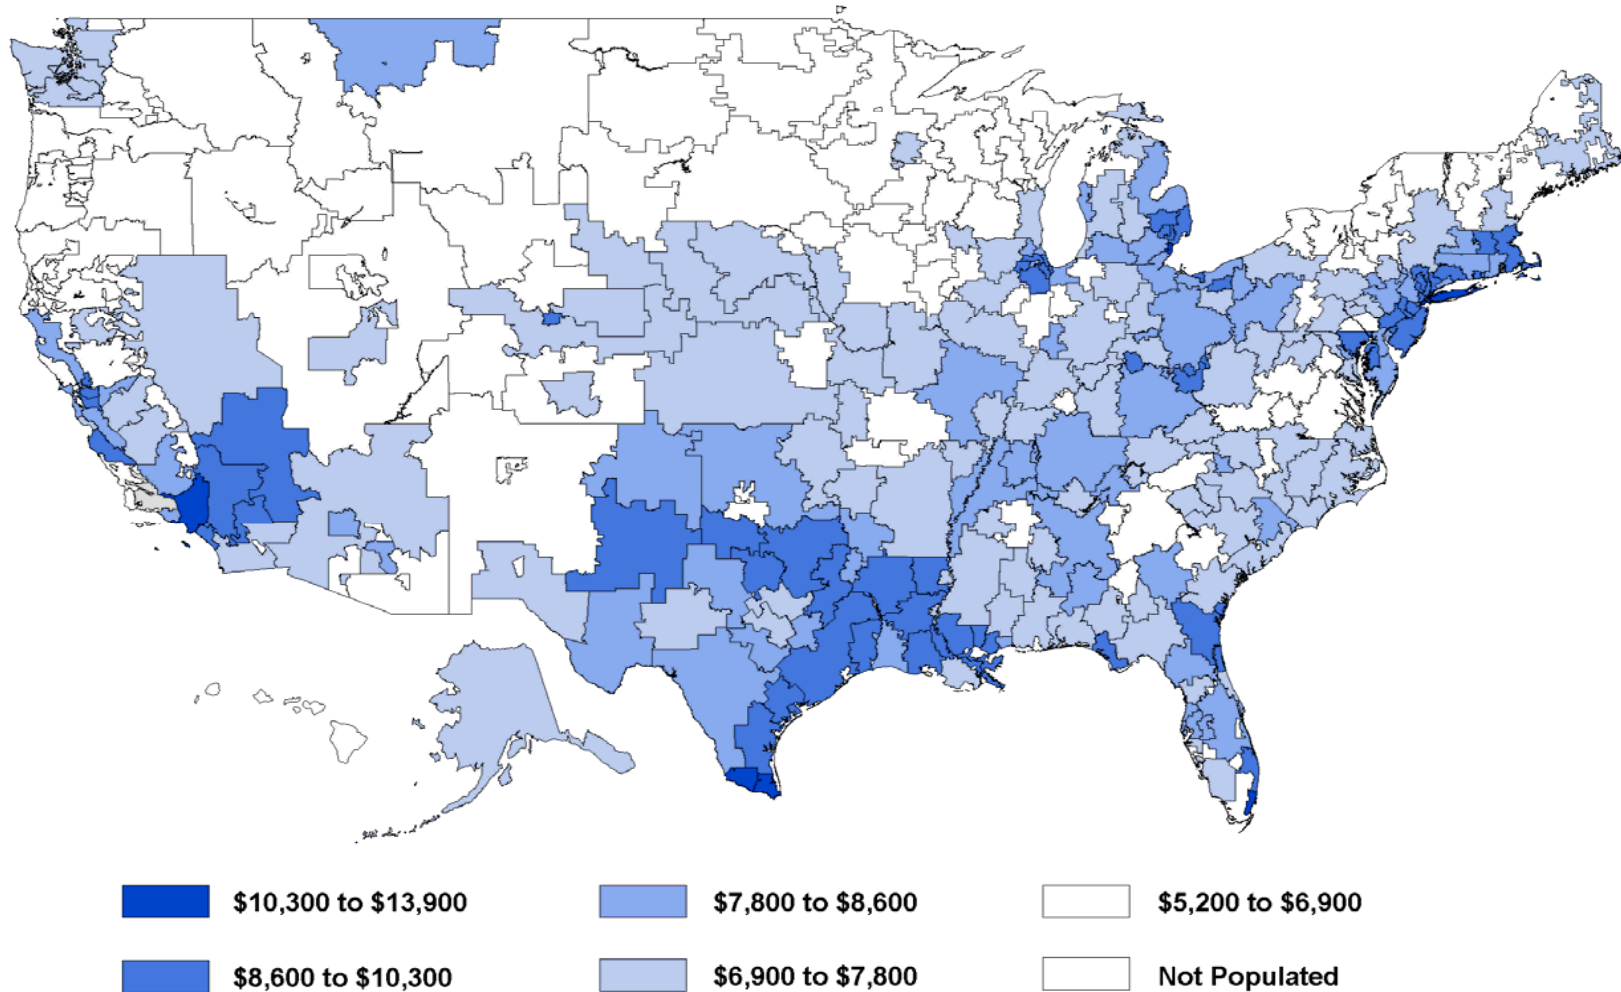 $10,300 to $13,900
$7,800 to $8,600
$5,200 to $6,900
$8,600 to $10,300
$6,900 to $7,800
Not Populated